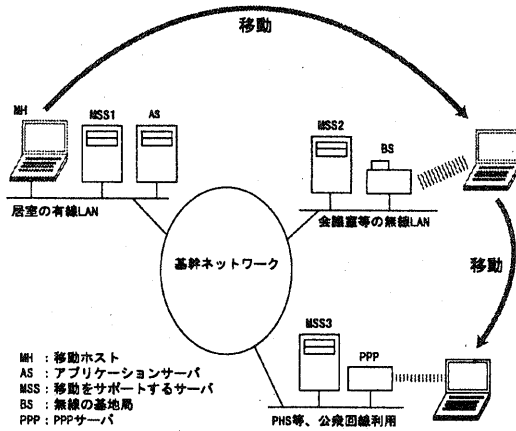 移動
MH
MSS1
AS
MSS2
BS
居室の有線LAN
会議室等の無線LAN
基幹ネットワーク
移動
MSS3
PPP
MH : 移動ホスト
AS : アプリケーションサーバ
MSS : 移動をサポートするサーバ
BS : 無線の基地局
PPP : PPPサーバ
PHS等、公衆回線利用